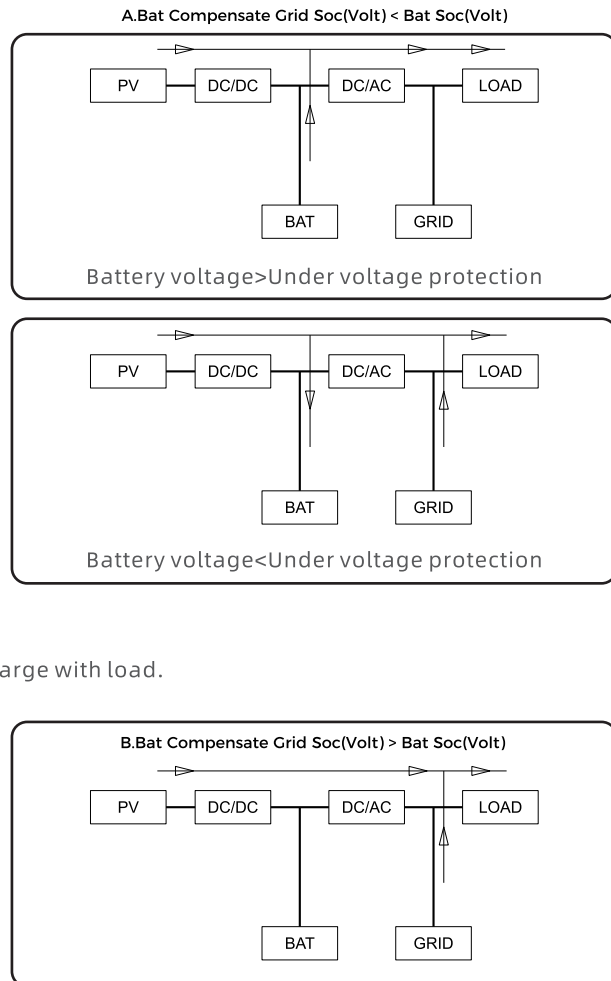 A.Bat Compensate Grid Soc(Volt) < Bat Soc(Volt)
PV DC/DC DC/AC LOAD
BAT GRID
Battery voltage>Under voltage protection
PV DC/DC DC/AC LOAD
BAT GRID
Battery voltage<Under voltage protection
arge with load.
B.Bat Compensate Grid Soc(Volt) > Bat Soc(Volt)
PV DC/DC DC/AC LOAD
BAT GRID